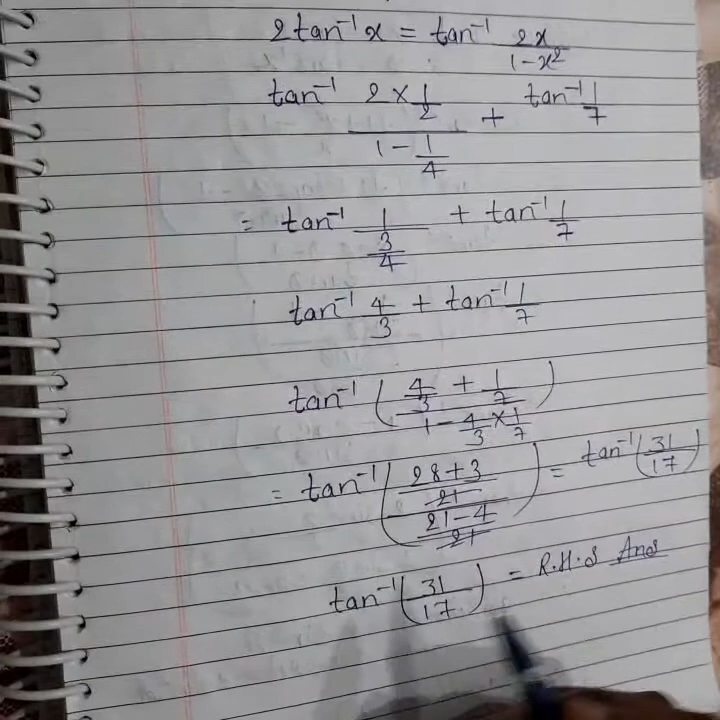 2tan⁻¹x = tan⁻¹ 2x/(1-x²)
tan⁻¹ (2×1/2)/(1-1/4) + tan⁻¹ 1/7
= tan⁻¹ 1/(3/4) + tan⁻¹ 1/7
tan⁻¹ 4/3 + tan⁻¹ 1/7
tan⁻¹ ((4/3 + 1/7)/(1 - 4/3 × 1/7))
= tan⁻¹ (((28+3)/21)/((21-4)/21)) = tan⁻¹ (31/17)
tan⁻¹ (31/17) = R.H.S Ans